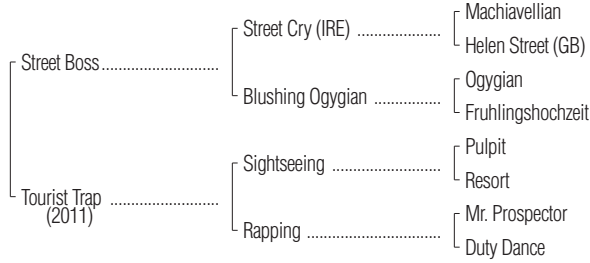 Machiavellian
Street Cry (IRE) ....................
Helen Street (GB)
Street Boss............................
Ogygian
Blushing Ogygian ................
Fruhlingshochzeit
Pulpit
Sightseeing ..........................
Resort
Tourist Trap ..........................
(2011)
Mr. Prospector
Rapping ................................
Duty Dance